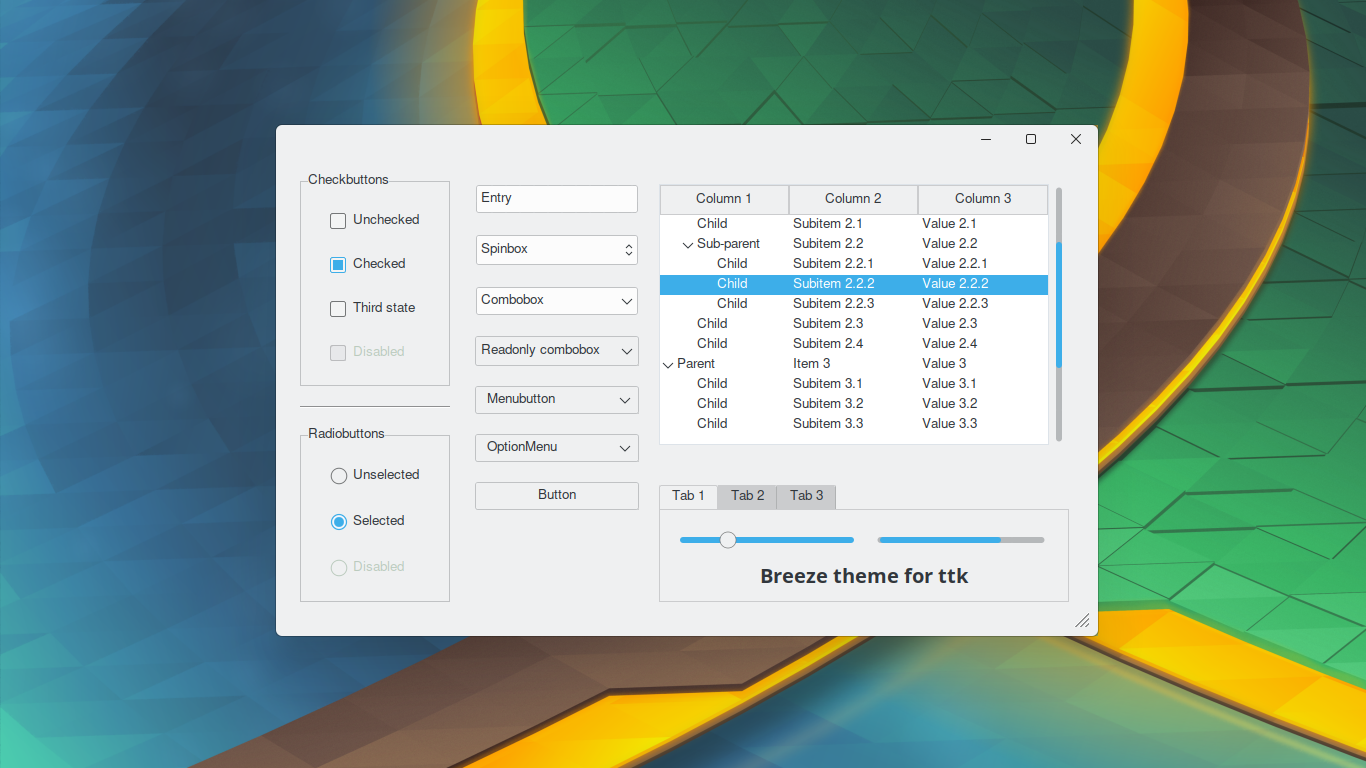 Checkbuttons
Unchecked
Checked
Third state
Disabled
Radiobuttons
Unselected
Selected
Disabled
Entry
Spinbox
Combobox
Readonly combobox
Menubutton
OptionMenu
Button
Column 1 Column 2 Column 3
Child Subitem 2.1 Value 2.1
Sub-parent Subitem 2.2 Value 2.2
Child Subitem 2.2.1 Value 2.2.1
Child Subitem 2.2.2 Value 2.2.2
Child Subitem 2.2.3 Value 2.2.3
Child Subitem 2.3 Value 2.3
Child Subitem 2.4 Value 2.4
Parent Item 3 Value 3
Child Subitem 3.1 Value 3.1
Child Subitem 3.2 Value 3.2
Child Subitem 3.3 Value 3.3
Tab 1 Tab 2 Tab 3
Breeze theme for ttk